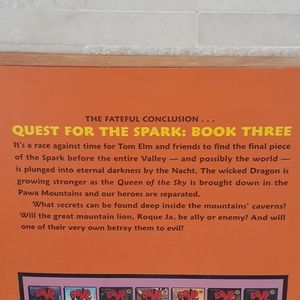 THE FATEFUL CONCLUSION . . .
QUEST FOR THE SPARK: BOOK THREE
It's a race against time for Tom Elm and friends to find the final piece
of the Spark before the entire Valley — and possibly the world —
is plunged into eternal darkness by the Nacht. The wicked Dragon is
growing stronger as the Queen of the Sky is brought down in the
Pawa Mountains and our heroes are separated.
What secrets can be found deep inside the mountains' caverns?
Will the great mountain lion, Roque Ja, be ally or enemy? And will
one of their very own betray them to evil?